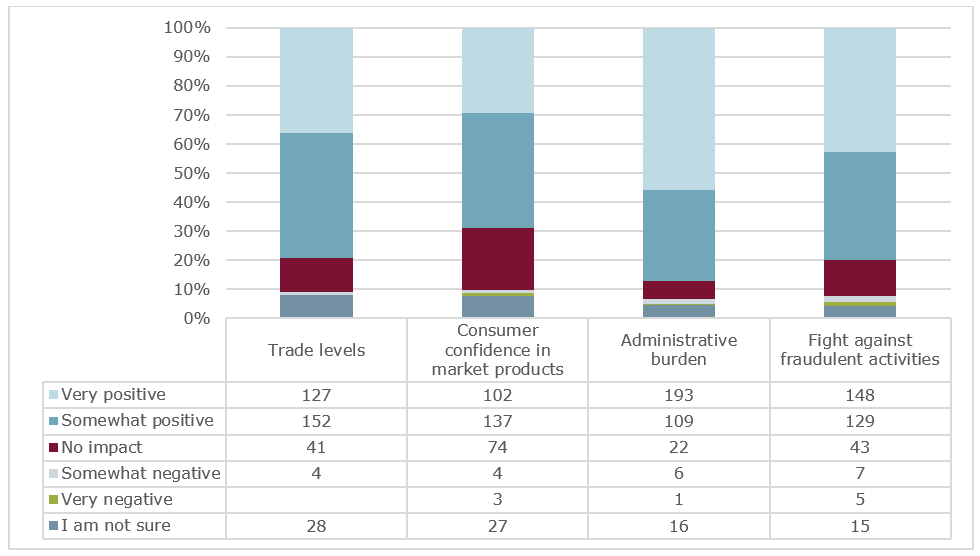 100%
90%
80%
70%
60%
50%
40%
30%
20%
10%
0%
Trade levels
Consumer
confidence in
market products
Administrative
burden
Fight against
fraudulent activities
Very positive 127 102 193 148
Somewhat positive 152 137 109 129
No impact 41 74 22 43
Somewhat negative 4 4 6 7
Very negative 3 1 5
I am not sure 28 27 16 15